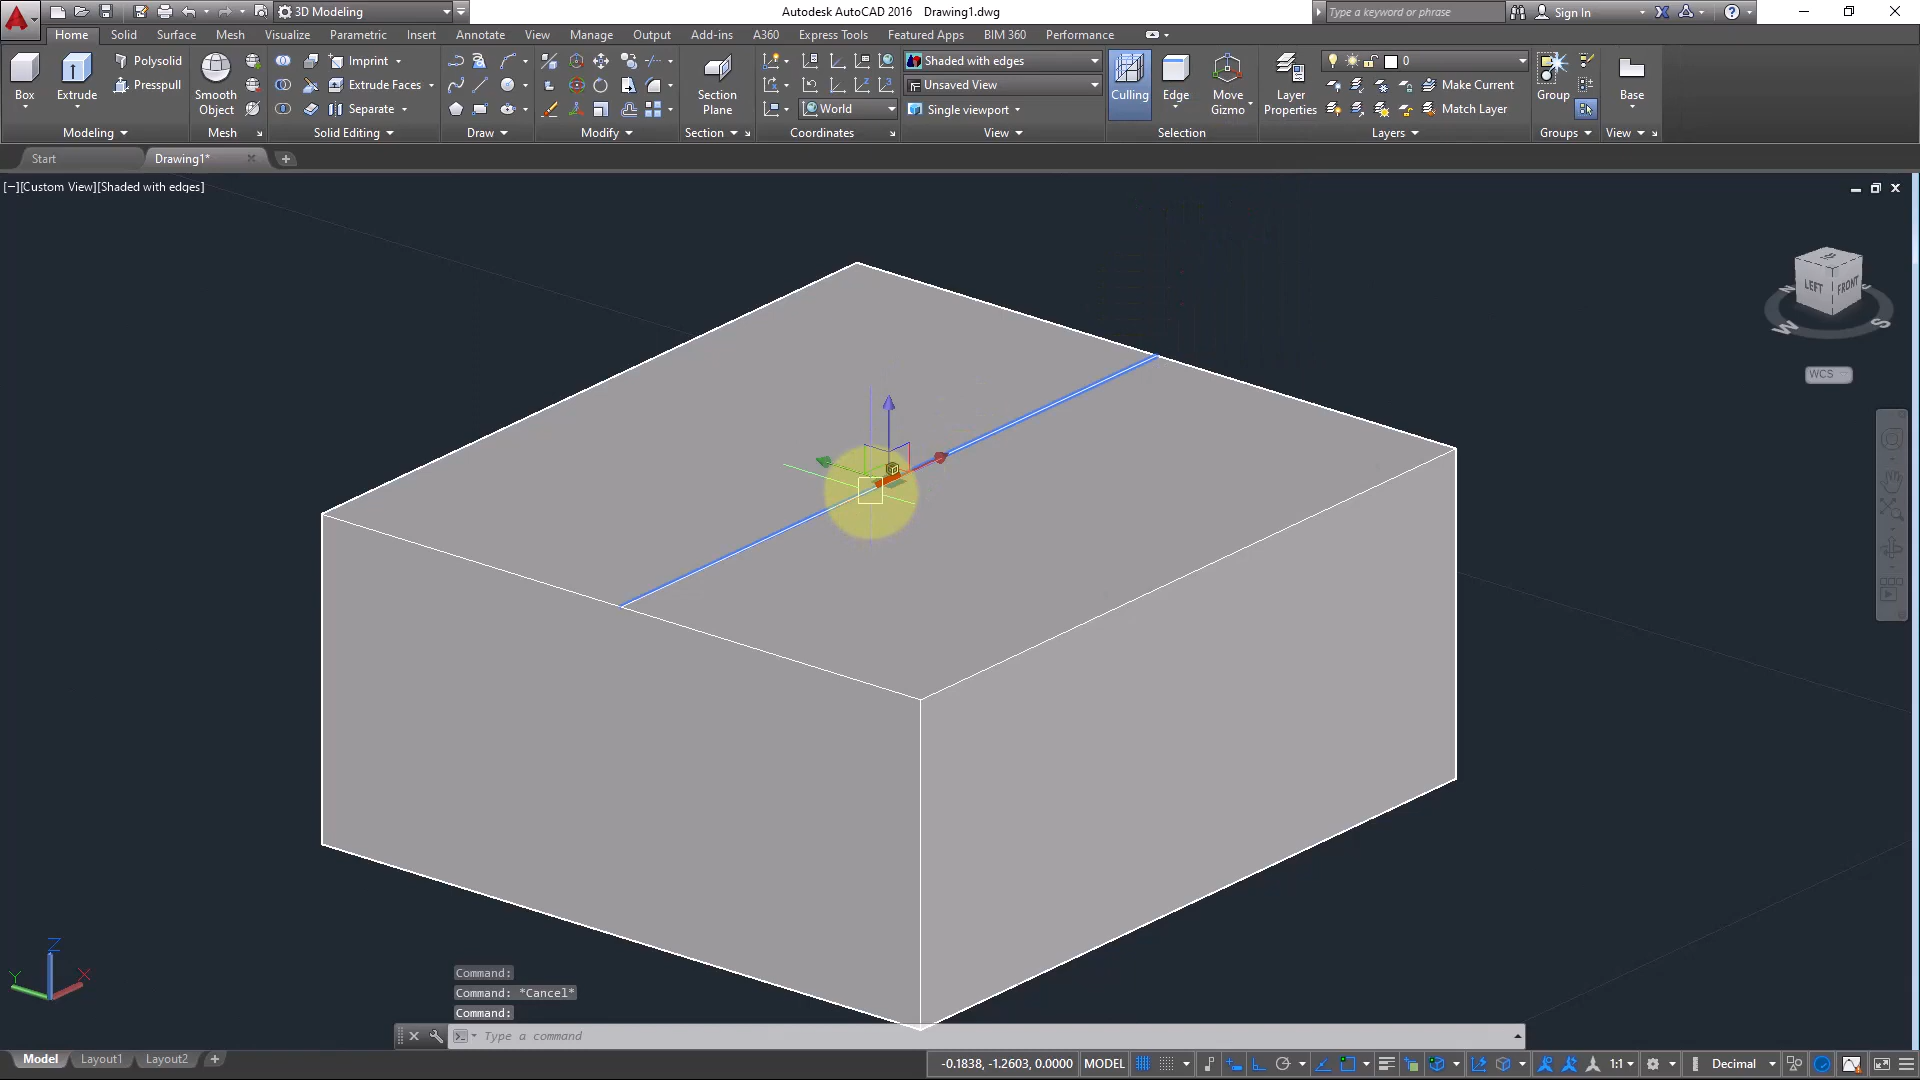 3D Modeling
Autodesk AutoCAD 2016 Drawing1.dwg
Type a keyword or phrase
Sign In
Home Solid Surface Mesh Visualize Parametric Insert Annotate View Manage Output Add-ins A360 Express Tools Featured Apps BIM 360 Performance
Box
Extrude
Polysolid
Presspull
Modeling
Smooth
Object
Mesh
Imprint
Extrude Faces
Separate
Solid Editing
Draw
Modify
Section
Plane
Section
World
Coordinates
Shaded with edges
Unsaved View
Single viewport
View
Culling
Edge
Move
Gizmo
Selection
Layer
Properties
0
Make Current
Match Layer
Layers
Group
Groups
Base
View
Start
Drawing1*
[−][Custom View][Shaded with edges]
LEFT
FRONT
W
S
WCS
Z
Y
X
Command:
Command: *Cancel*
Command:
Type a command
Model
Layout1
Layout2
-0.1838, -1.2603, 0.0000
MODEL
1:1
Decimal